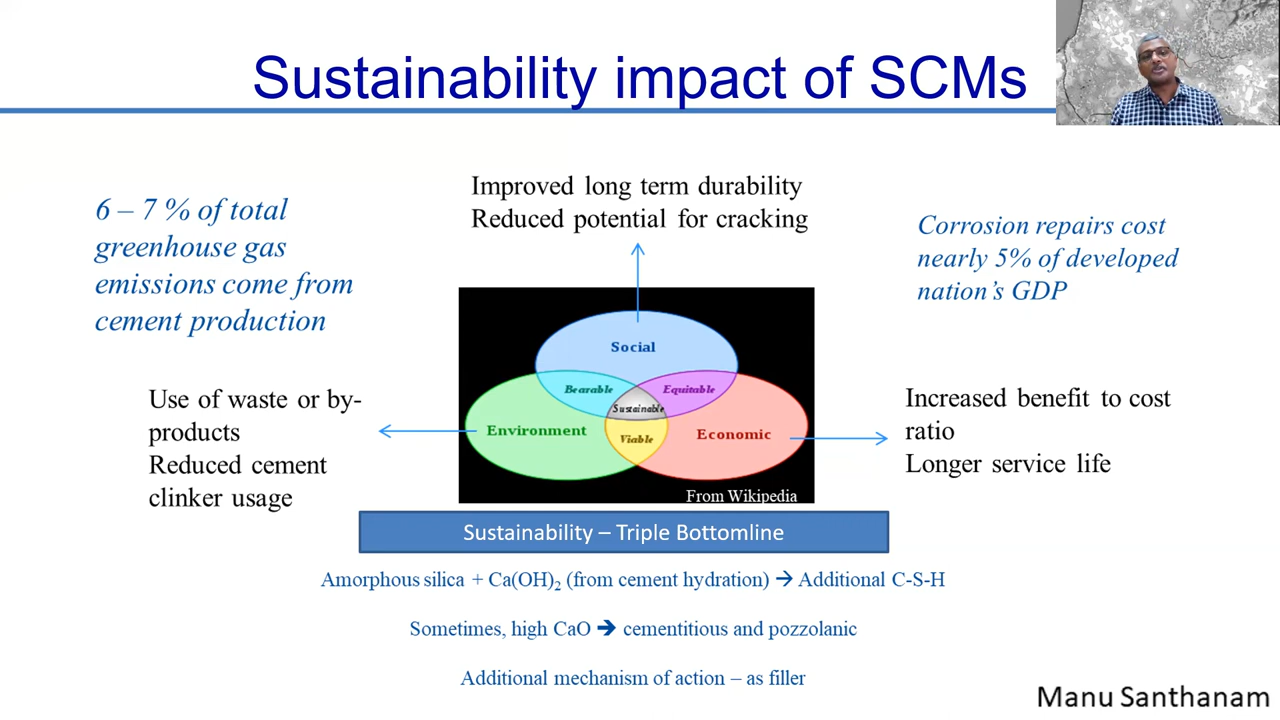 Sustainability impact of SCMs
6 – 7 % of total
greenhouse gas
emissions come from
cement production
Improved long term durability
Reduced potential for cracking
Corrosion repairs cost
nearly 5% of developed
nation’s GDP
Use of waste or by-
products
Reduced cement
clinker usage
Social
Bearable
Equitable
Sustainable
Environment
Viable
Economic
From Wikipedia
Increased benefit to cost
ratio
Longer service life
Sustainability – Triple Bottomline
Amorphous silica + Ca(OH)₂ (from cement hydration) → Additional C-S-H
Sometimes, high CaO ➔ cementitious and pozzolanic
Additional mechanism of action – as filler
Manu Santhanam